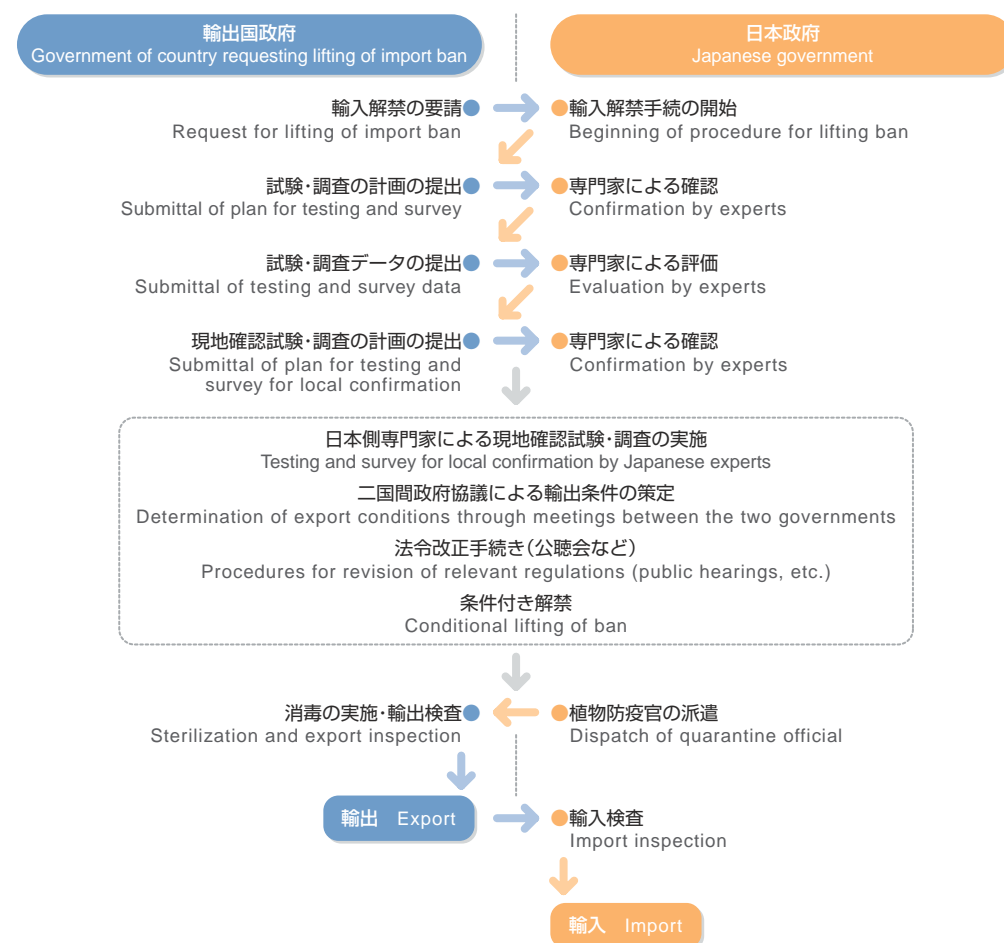 輸出国政府
Government of country requesting lifting of import ban
日本政府
Japanese government
輸入解禁の要請
Request for lifting of import ban
輸入解禁手続の開始
Beginning of procedure for lifting ban
試験・調査の計画の提出
Submittal of plan for testing and survey
専門家による確認
Confirmation by experts
試験・調査データの提出
Submittal of testing and survey data
専門家による評価
Evaluation by experts
現地確認試験・調査の計画の提出
Submittal of plan for testing and
survey for local confirmation
専門家による確認
Confirmation by experts
日本側専門家による現地確認試験・調査の実施
Testing and survey for local confirmation by Japanese experts
二国間政府協議による輸出条件の策定
Determination of export conditions through meetings between the two governments
法令改正手続き(公聴会など)
Procedures for revision of relevant regulations (public hearings, etc.)
条件付き解禁
Conditional lifting of ban
消毒の実施・輸出検査
Sterilization and export inspection
植物防疫官の派遣
Dispatch of quarantine official
輸出 Export
輸入検査
Import inspection
輸入 Import